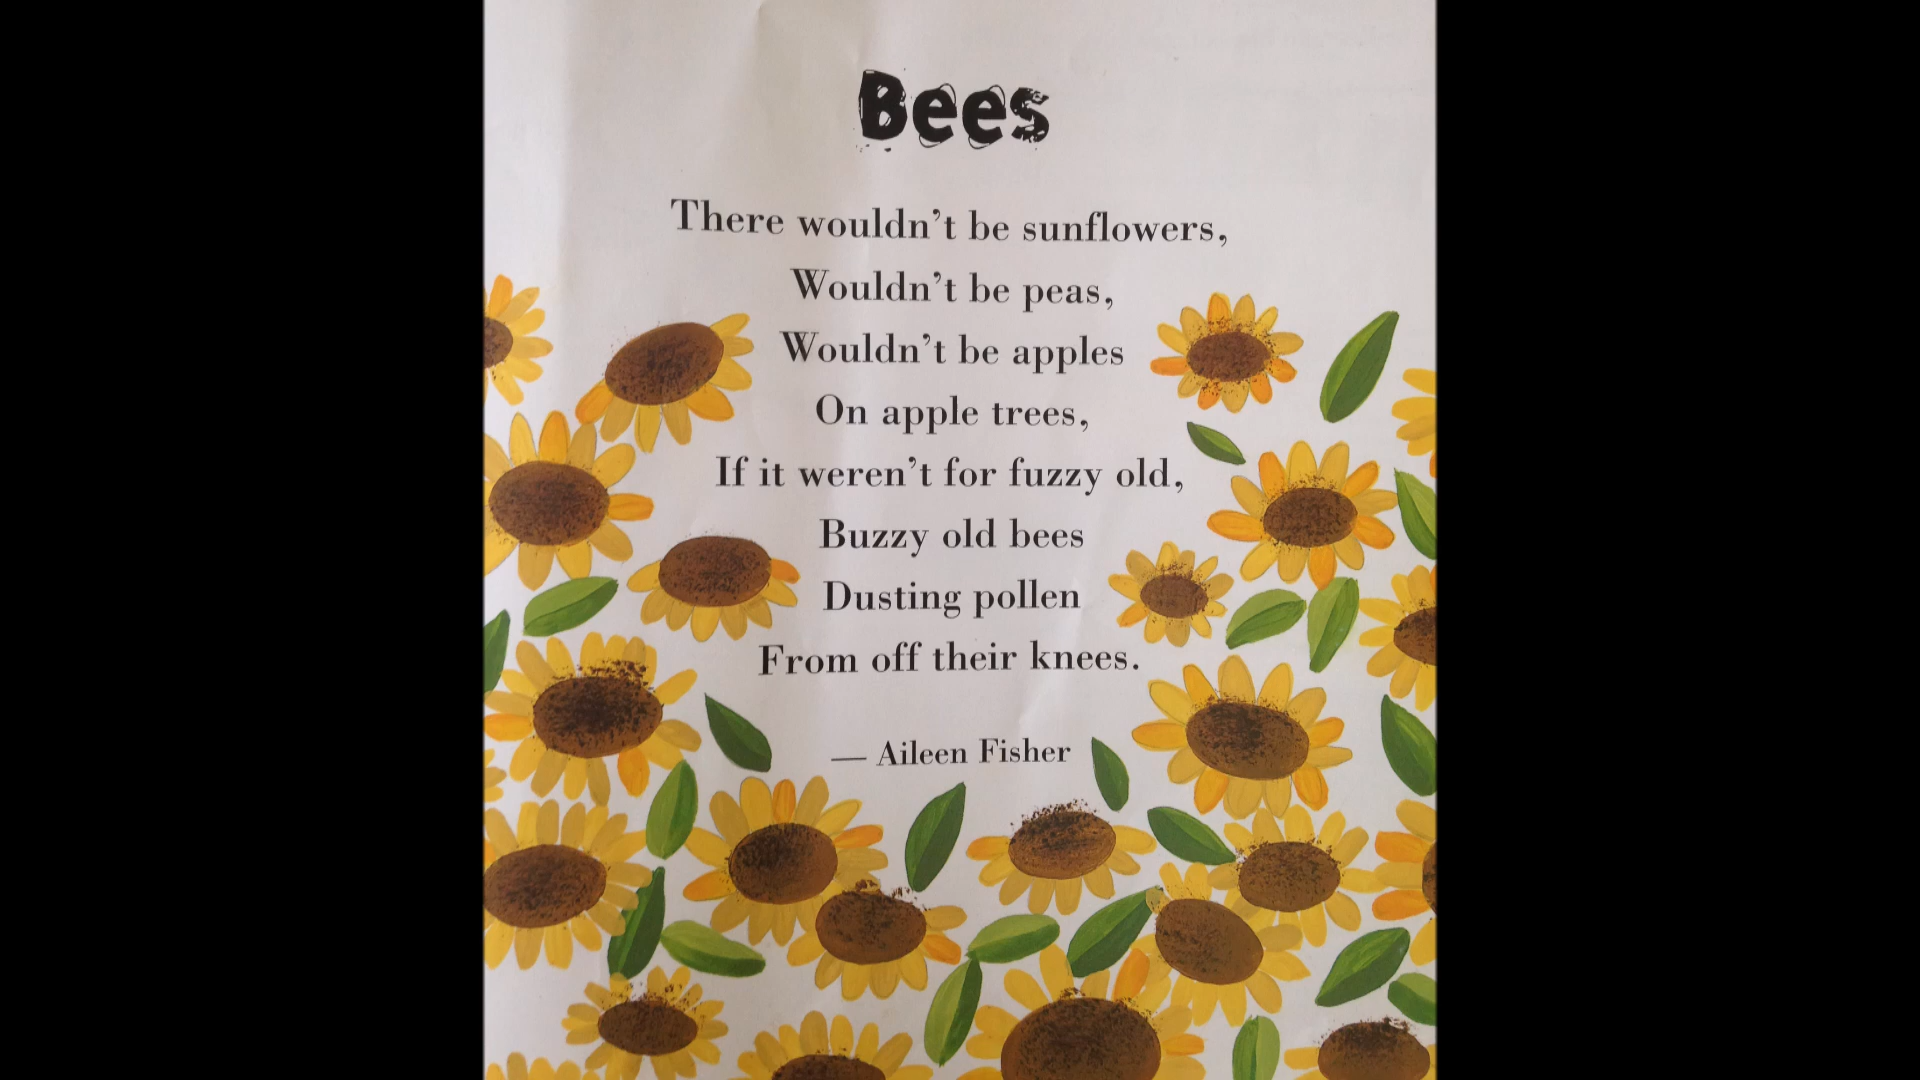 Bees
There wouldn’t be sunflowers,
Wouldn’t be peas,
Wouldn’t be apples
On apple trees,
If it weren’t for fuzzy old,
Buzzy old bees
Dusting pollen
From off their knees.
— Aileen Fisher